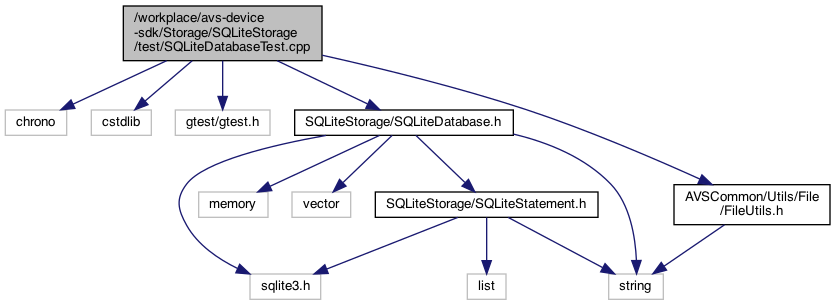 /workplace/avs-device
-sdk/Storage/SQLiteStorage
/test/SQLiteDatabaseTest.cpp
chrono
cstdlib
gtest/gtest.h
SQLiteStorage/SQLiteDatabase.h
memory
vector
SQLiteStorage/SQLiteStatement.h
AVSCommon/Utils/File
/FileUtils.h
sqlite3.h
list
string